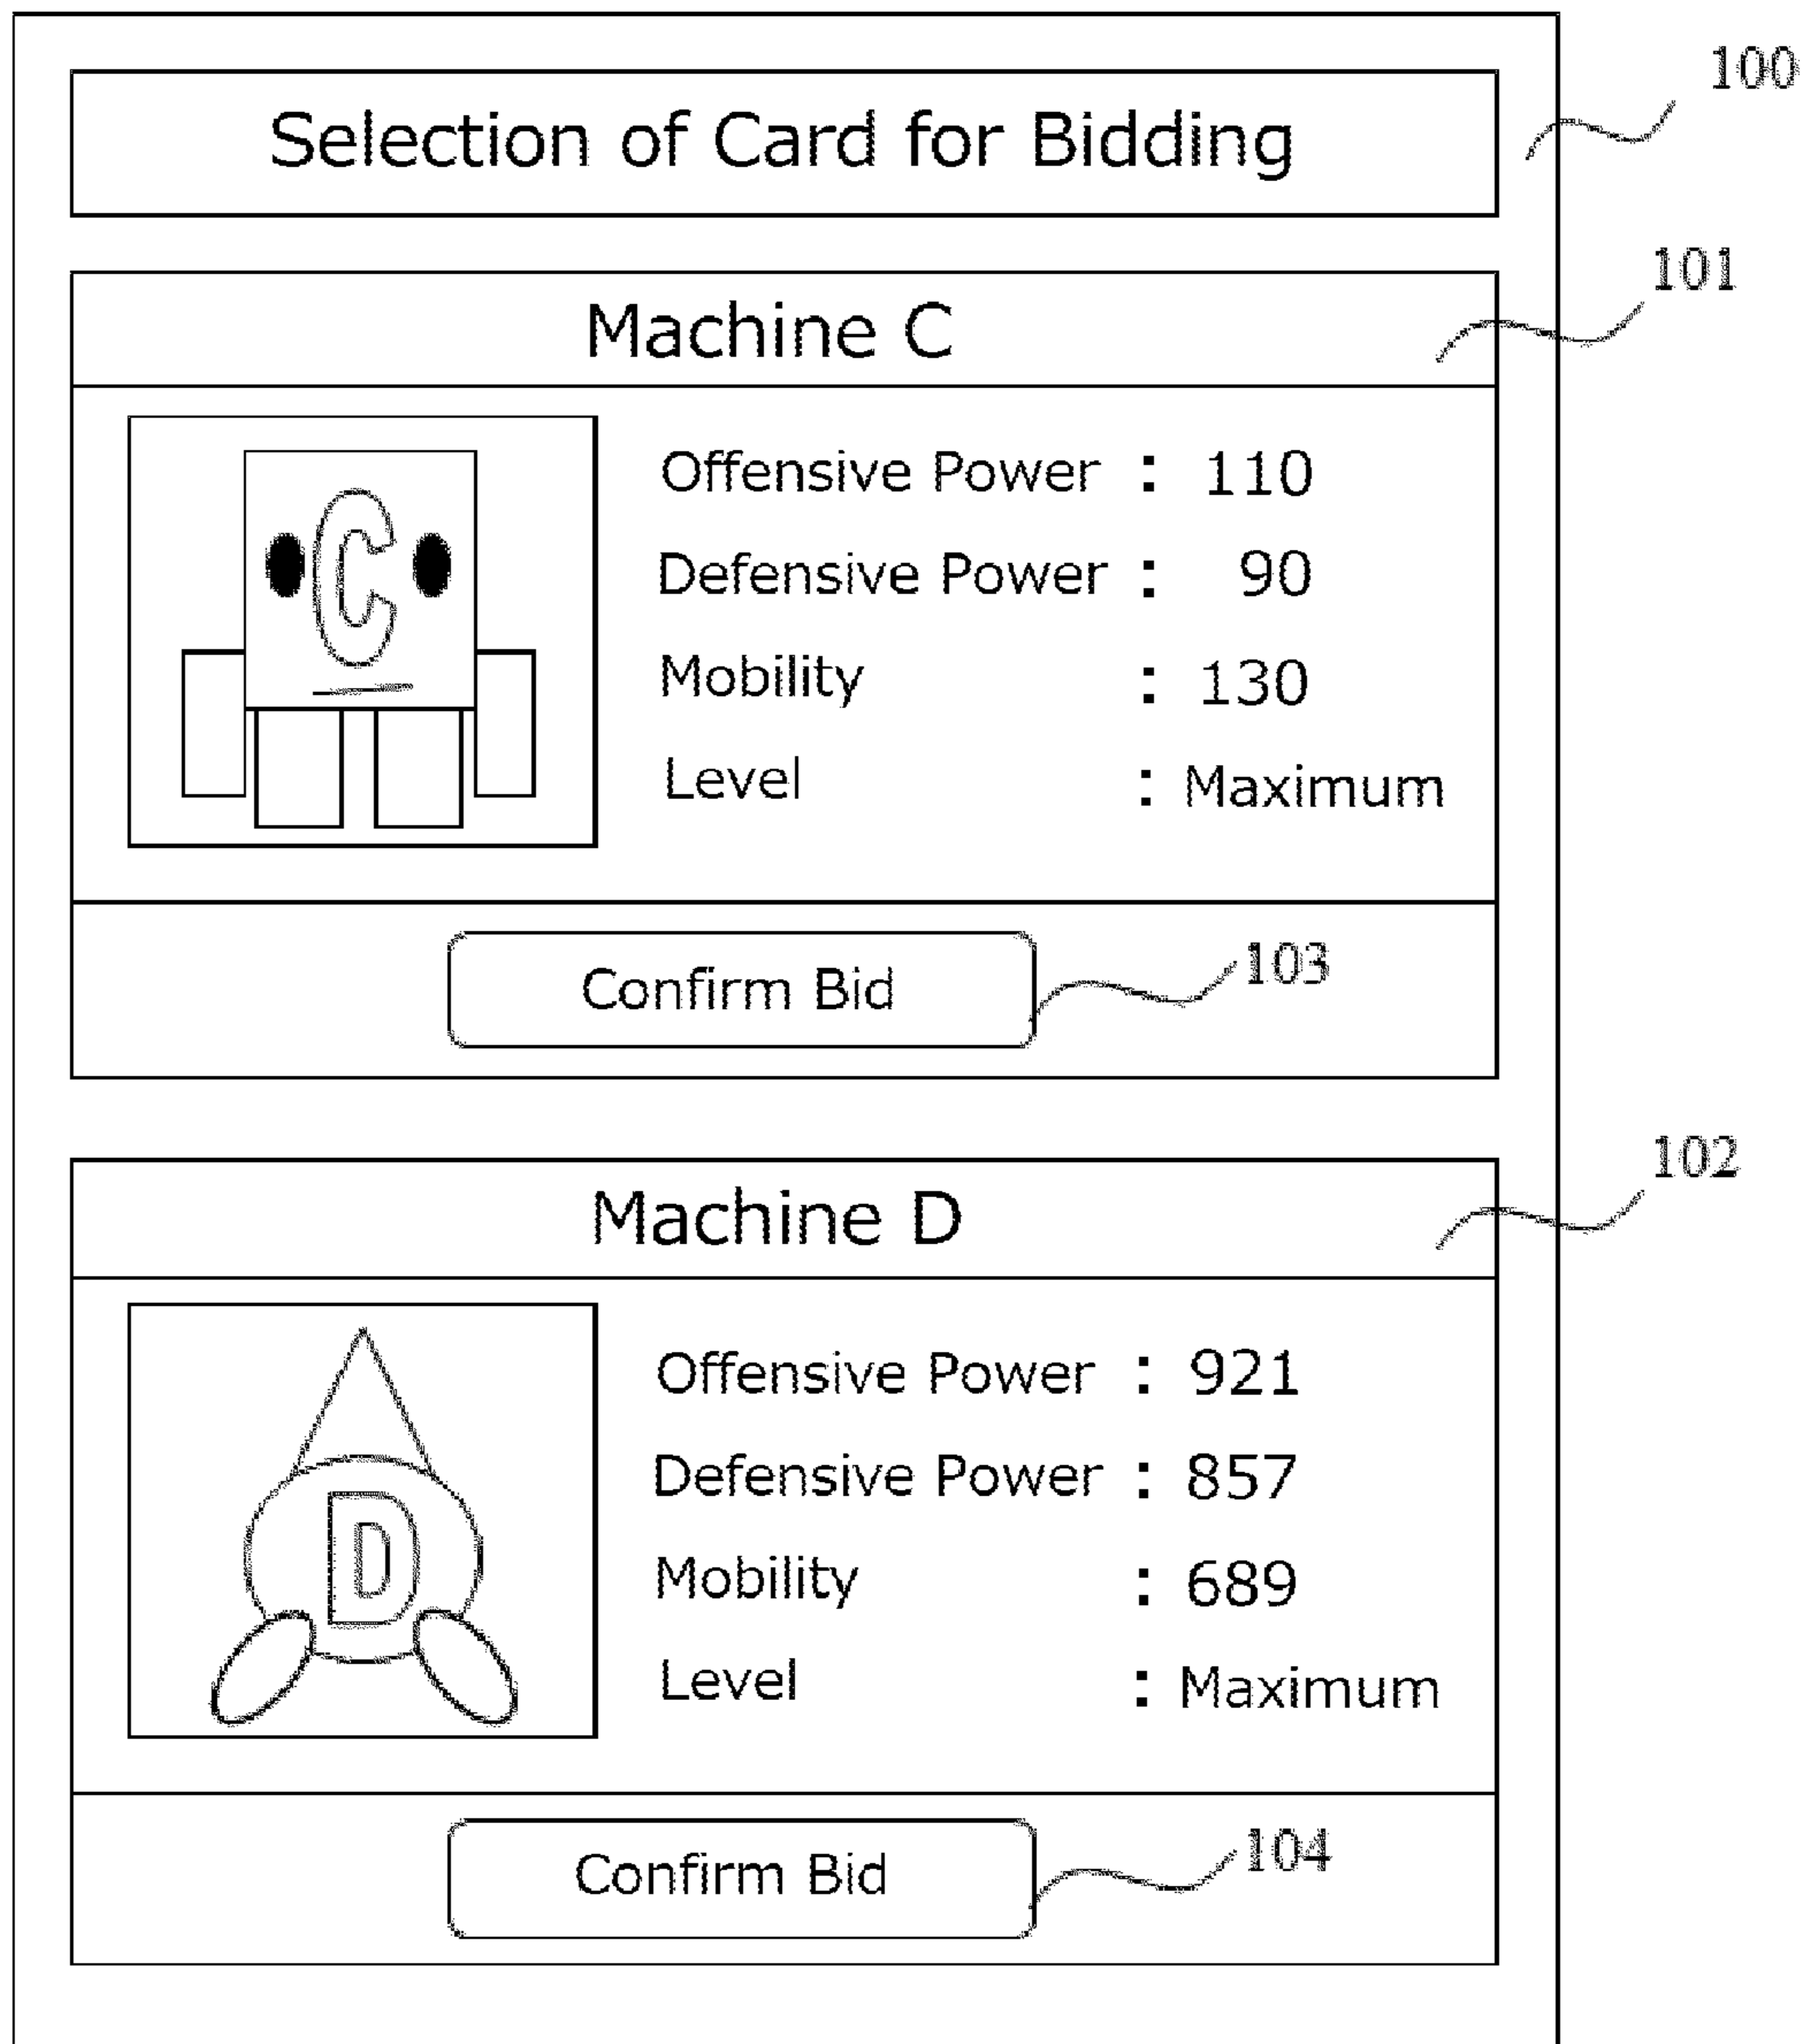 100
Selection of Card for Bidding
101
Machine C
C
Offensive Power : 110
Defensive Power : 90
Mobility : 130
Level : Maximum
Confirm Bid 103
102
Machine D
D
Offensive Power : 921
Defensive Power : 857
Mobility : 689
Level : Maximum
Confirm Bid 104